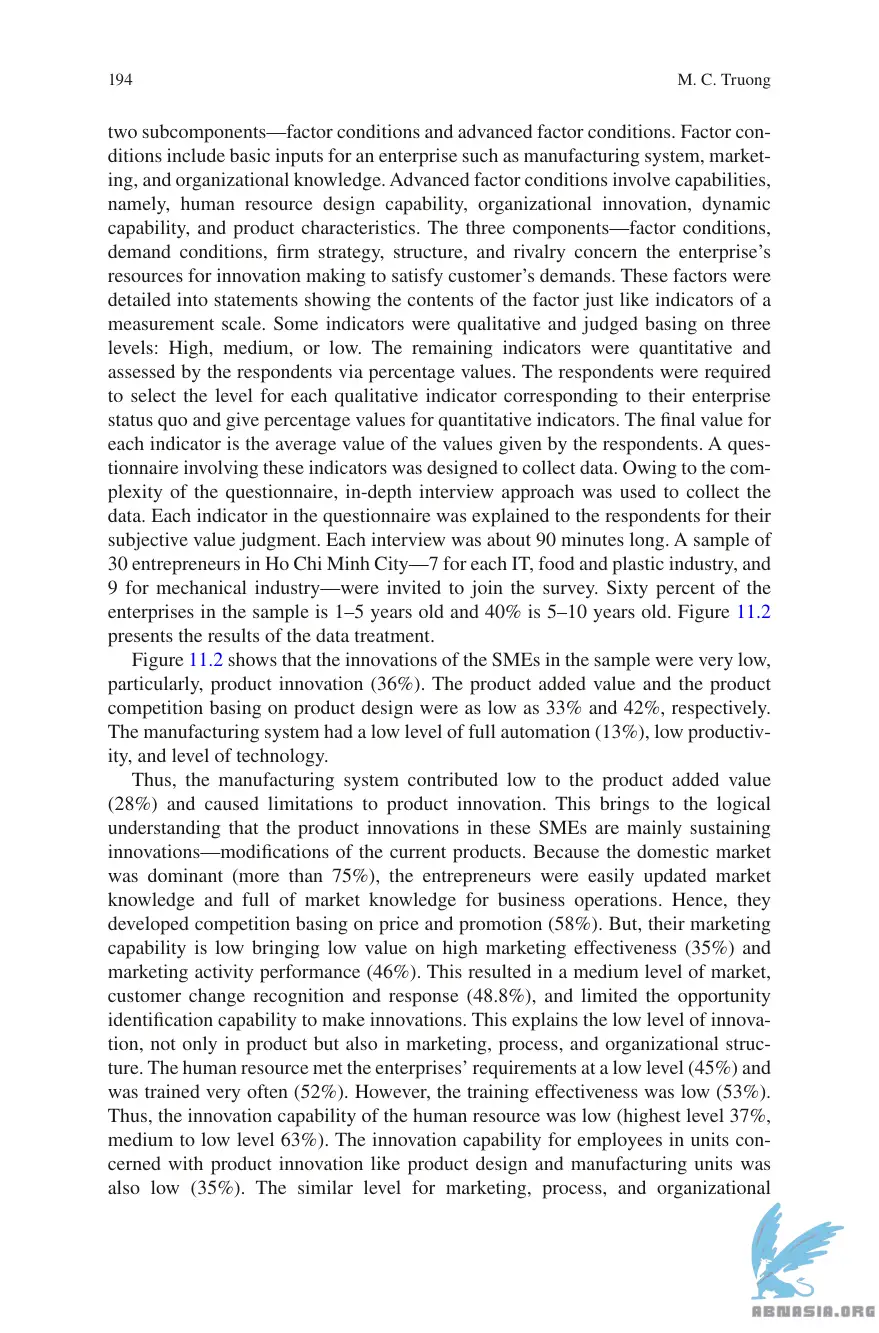 194
M. C. Truong
two subcomponents—factor conditions and advanced factor conditions. Factor con-
ditions include basic inputs for an enterprise such as manufacturing system, market-
ing, and organizational knowledge. Advanced factor conditions involve capabilities,
namely, human resource design capability, organizational innovation, dynamic
capability, and product characteristics. The three components—factor conditions,
demand conditions, firm strategy, structure, and rivalry concern the enterprise’s
resources for innovation making to satisfy customer’s demands. These factors were
detailed into statements showing the contents of the factor just like indicators of a
measurement scale. Some indicators were qualitative and judged basing on three
levels: High, medium, or low. The remaining indicators were quantitative and
assessed by the respondents via percentage values. The respondents were required
to select the level for each qualitative indicator corresponding to their enterprise
status quo and give percentage values for quantitative indicators. The final value for
each indicator is the average value of the values given by the respondents. A ques-
tionnaire involving these indicators was designed to collect data. Owing to the com-
plexity of the questionnaire, in-depth interview approach was used to collect the
data. Each indicator in the questionnaire was explained to the respondents for their
subjective value judgment. Each interview was about 90 minutes long. A sample of
30 entrepreneurs in Ho Chi Minh City—7 for each IT, food and plastic industry, and
9 for mechanical industry—were invited to join the survey. Sixty percent of the
enterprises in the sample is 1–5 years old and 40% is 5–10 years old. Figure 11.2
presents the results of the data treatment.
Figure 11.2 shows that the innovations of the SMEs in the sample were very low,
particularly, product innovation (36%). The product added value and the product
competition basing on product design were as low as 33% and 42%, respectively.
The manufacturing system had a low level of full automation (13%), low productiv-
ity, and level of technology.
Thus, the manufacturing system contributed low to the product added value
(28%) and caused limitations to product innovation. This brings to the logical
understanding that the product innovations in these SMEs are mainly sustaining
innovations—modifications of the current products. Because the domestic market
was dominant (more than 75%), the entrepreneurs were easily updated market
knowledge and full of market knowledge for business operations. Hence, they
developed competition basing on price and promotion (58%). But, their marketing
capability is low bringing low value on high marketing effectiveness (35%) and
marketing activity performance (46%). This resulted in a medium level of market,
customer change recognition and response (48.8%), and limited the opportunity
identification capability to make innovations. This explains the low level of innova-
tion, not only in product but also in marketing, process, and organizational struc-
ture. The human resource met the enterprises’ requirements at a low level (45%) and
was trained very often (52%). However, the training effectiveness was low (53%).
Thus, the innovation capability of the human resource was low (highest level 37%,
medium to low level 63%). The innovation capability for employees in units con-
cerned with product innovation like product design and manufacturing units was
also low (35%). The similar level for marketing, process, and organizational
ABNASIA.ORG